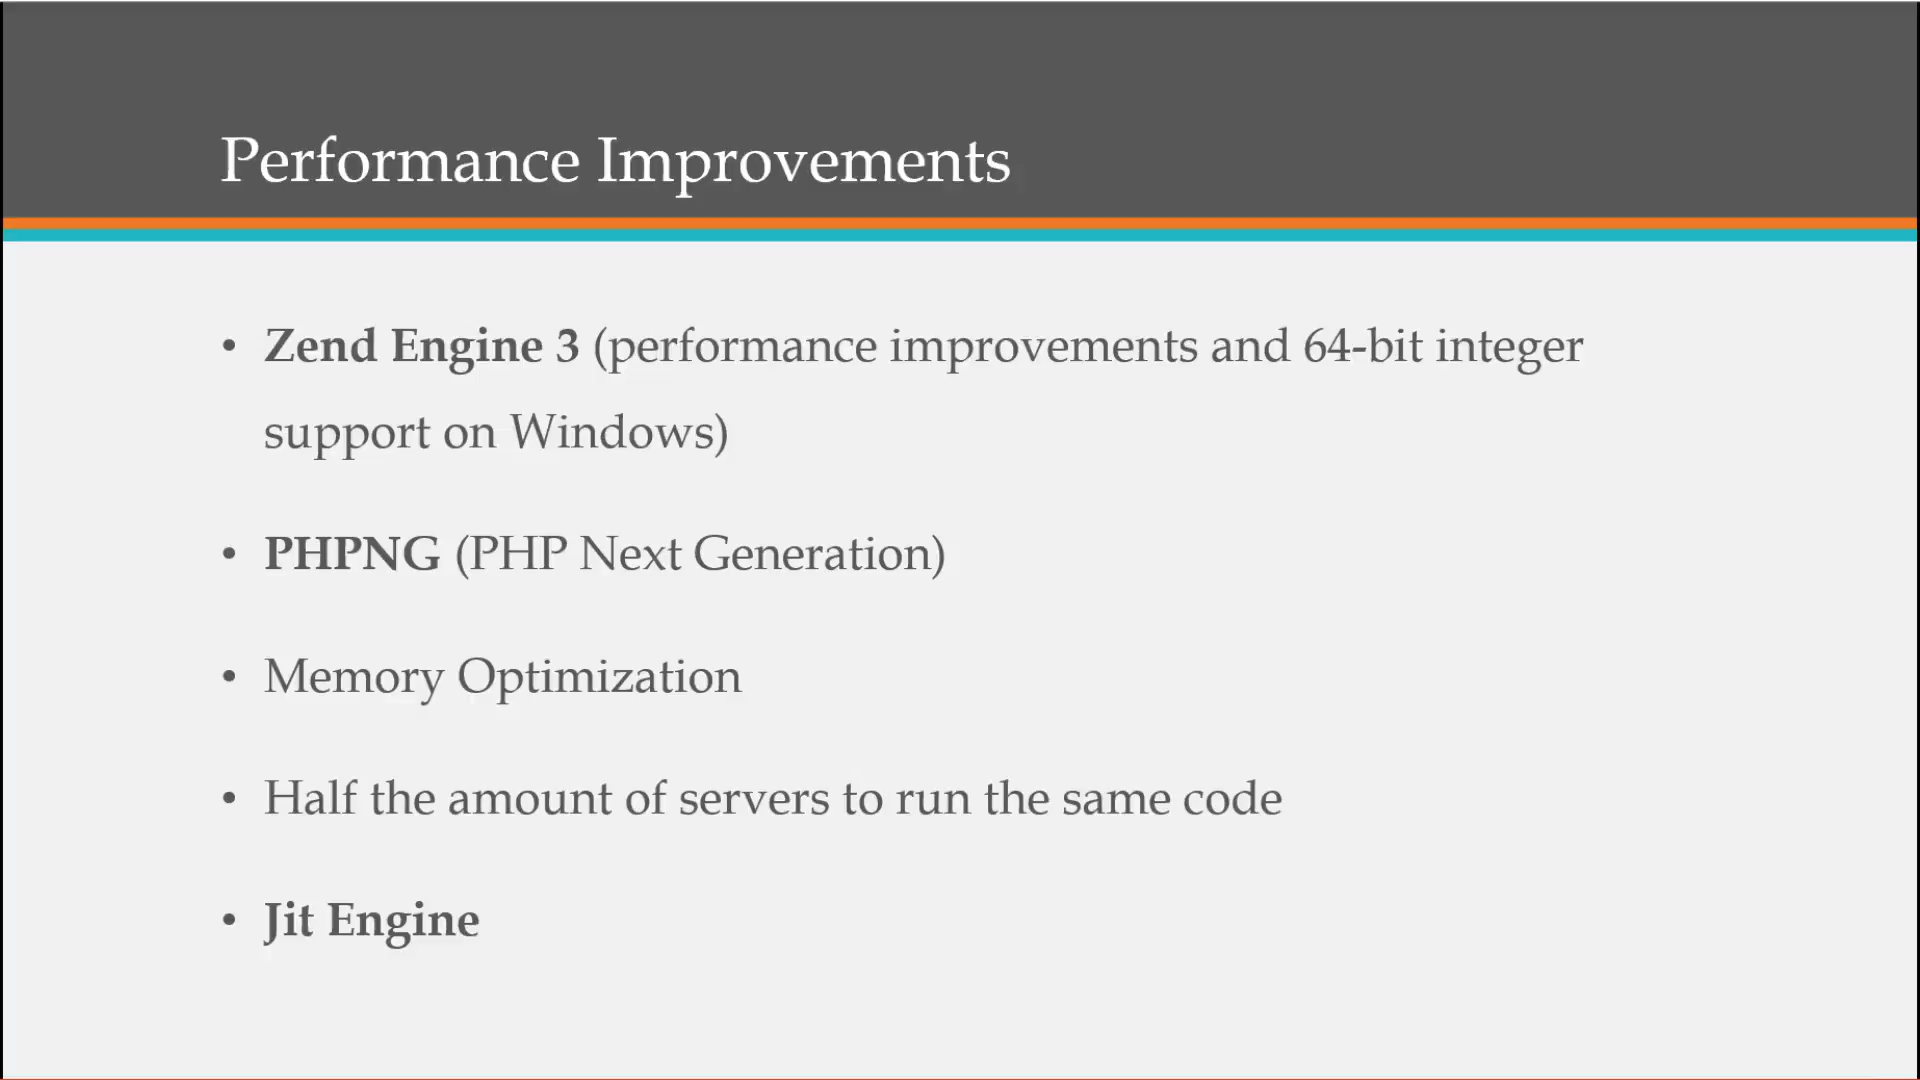 Performance Improvements
• Zend Engine 3 (performance improvements and 64-bit integer
support on Windows)
• PHPNG (PHP Next Generation)
• Memory Optimization
• Half the amount of servers to run the same code
• Jit Engine